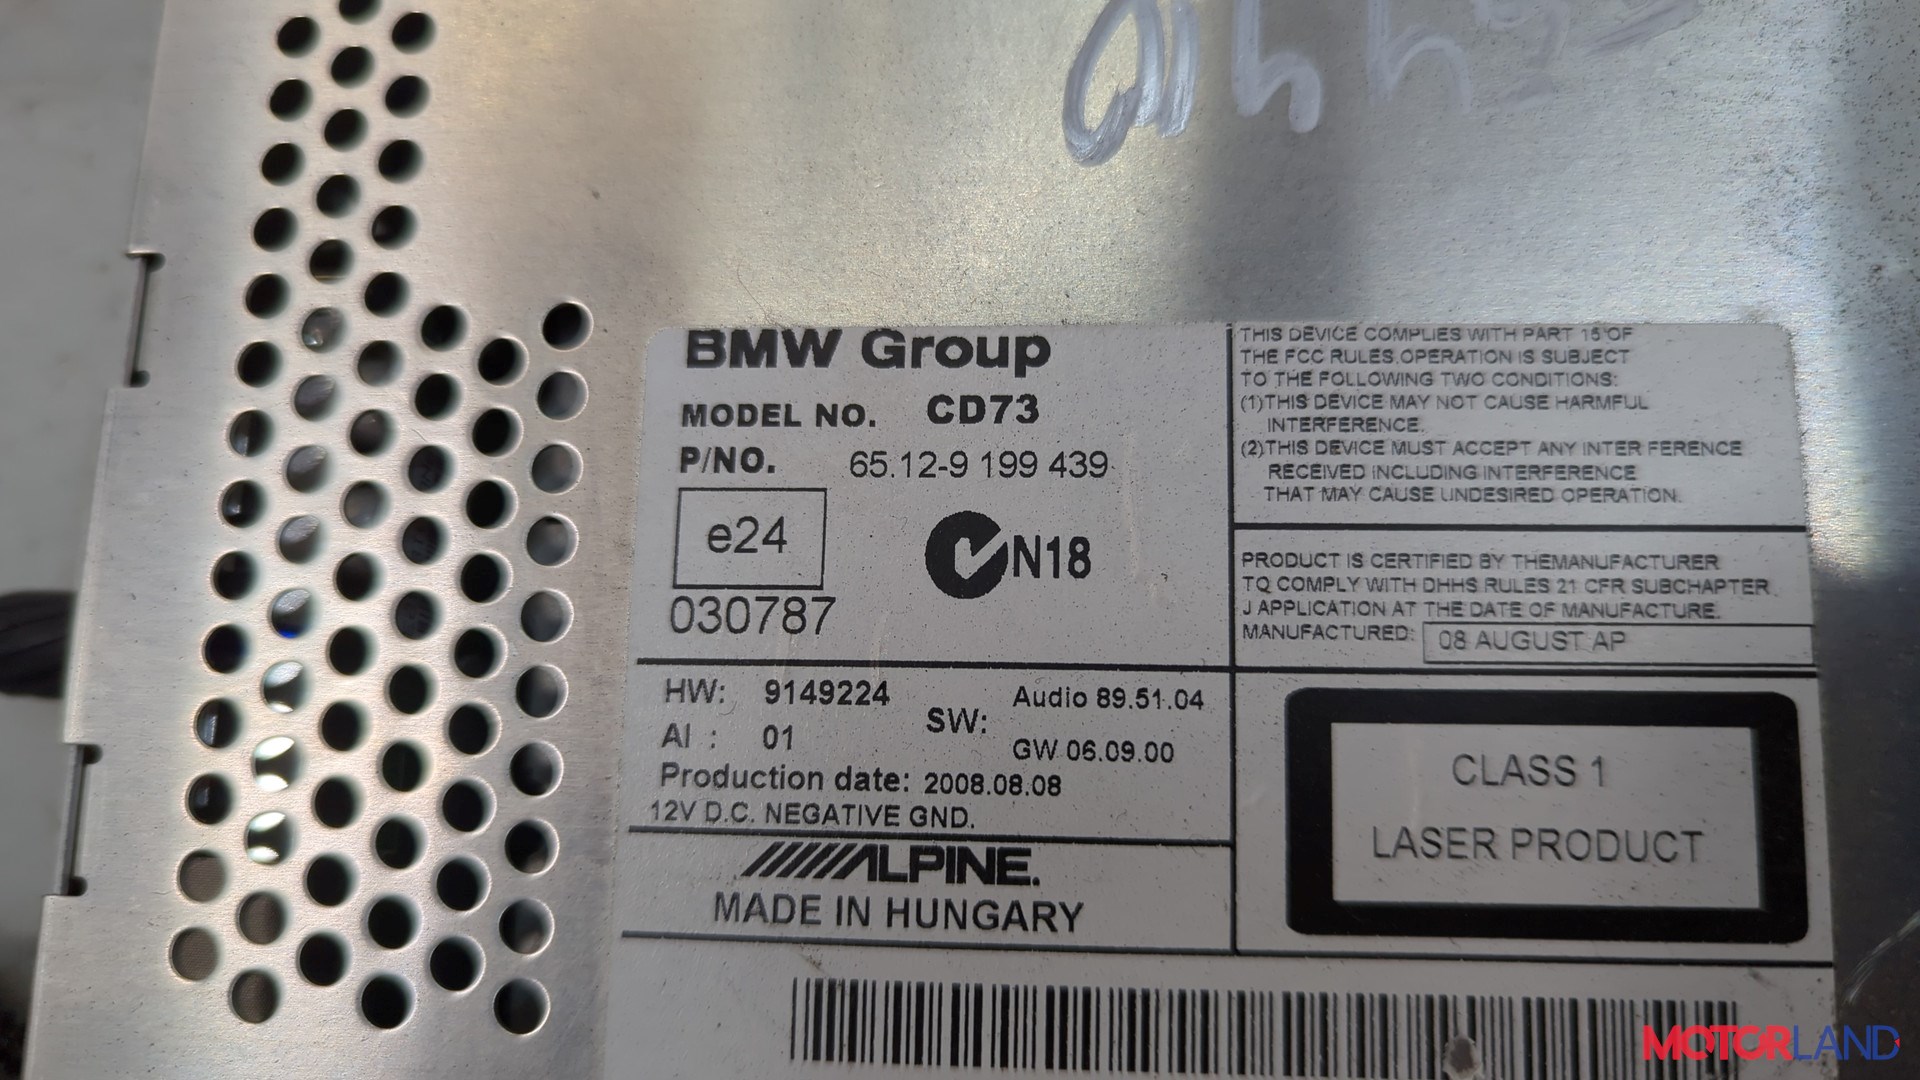 BMW Group
MODEL NO. CD73
P/NO. 65.12-9 199 439
e24
N18
030787
HW: 9149224
AI : 01
SW: Audio 89.51.04
GW 06.09.00
Production date: 2008.08.08
12V D.C. NEGATIVE GND.
ALPINE.
MADE IN HUNGARY
THIS DEVICE COMPLIES WITH PART 15 OF
THE FCC RULES.OPERATION IS SUBJECT
TO THE FOLLOWING TWO CONDITIONS:
(1)THIS DEVICE MAY NOT CAUSE HARMFUL
INTERFERENCE.
(2)THIS DEVICE MUST ACCEPT ANY INTER FERENCE
RECEIVED INCLUDING INTERFERENCE
THAT MAY CAUSE UNDESIRED OPERATION.
PRODUCT IS CERTIFIED BY THEMANUFACTURER
TO COMPLY WITH DHHS RULES 21 CFR SUBCHAPTER
J APPLICATION AT THE DATE OF MANUFACTURE.
MANUFACTURED: 08 AUGUST AP
CLASS 1
LASER PRODUCT
MOTORLAND